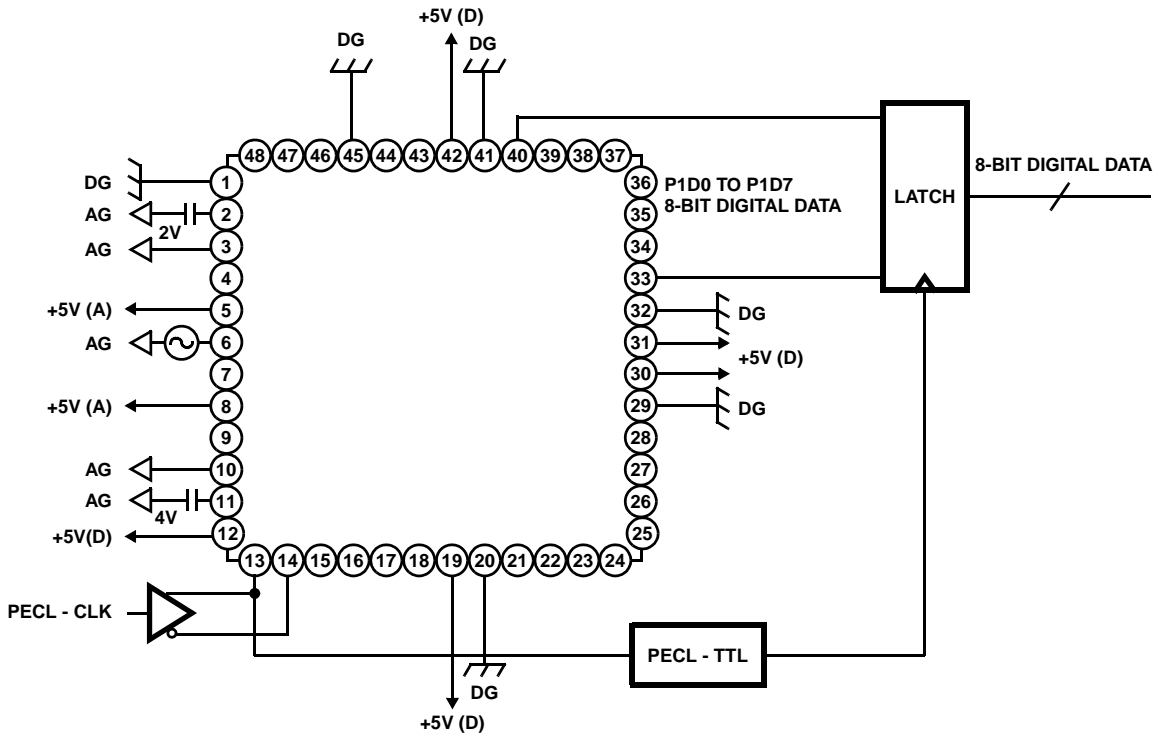 +5V (D)
DG
DG
48 47 46 45 44 43 42 41 40 39 38 37
DG
1
36
P1D0 TO P1D7
8-BIT DIGITAL DATA
LATCH
8-BIT DIGITAL DATA
AG
2V
2
35
AG
3
34
4
33
+5V (A)
5
32
DG
AG
6
31
+5V (D)
7
30
+5V (A)
8
29
DG
9
28
AG
10
27
AG
4V
11
26
+5V(D)
12
25
13 14 15 16 17 18 19 20 21 22 23 24
PECL - CLK
PECL - TTL
DG
+5V (D)